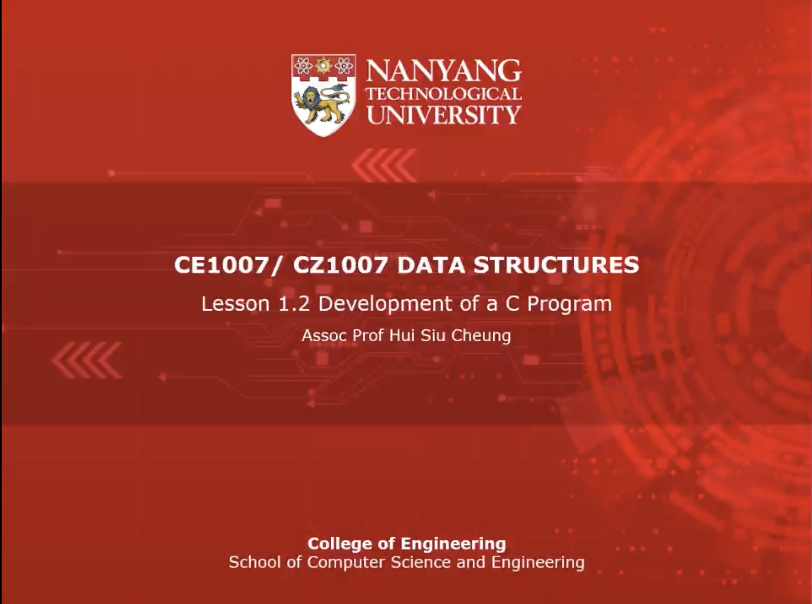 NANYANG
TECHNOLOGICAL
UNIVERSITY
CE1007/ CZ1007 DATA STRUCTURES
Lesson 1.2 Development of a C Program
Assoc Prof Hui Siu Cheung
College of Engineering
School of Computer Science and Engineering